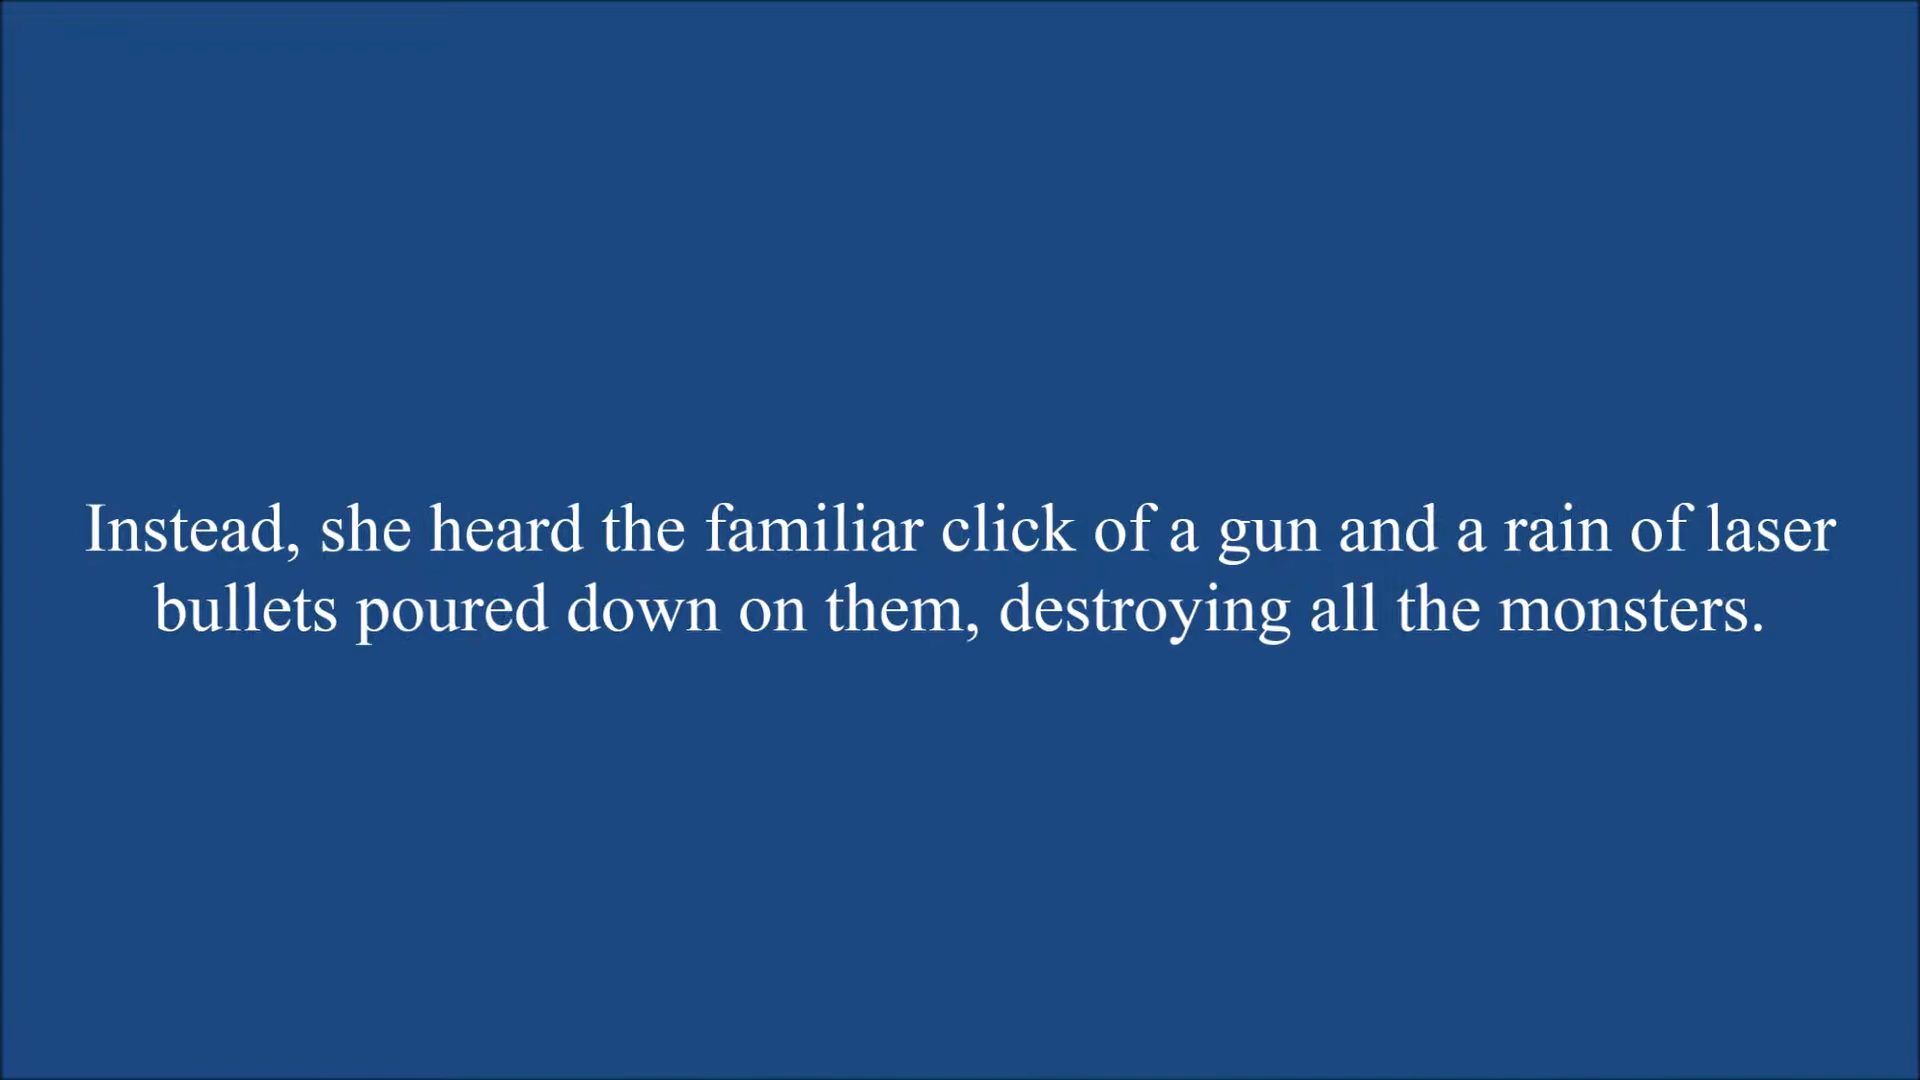 Instead, she heard the familiar click of a gun and a rain of laser
bullets poured down on them, destroying all the monsters.